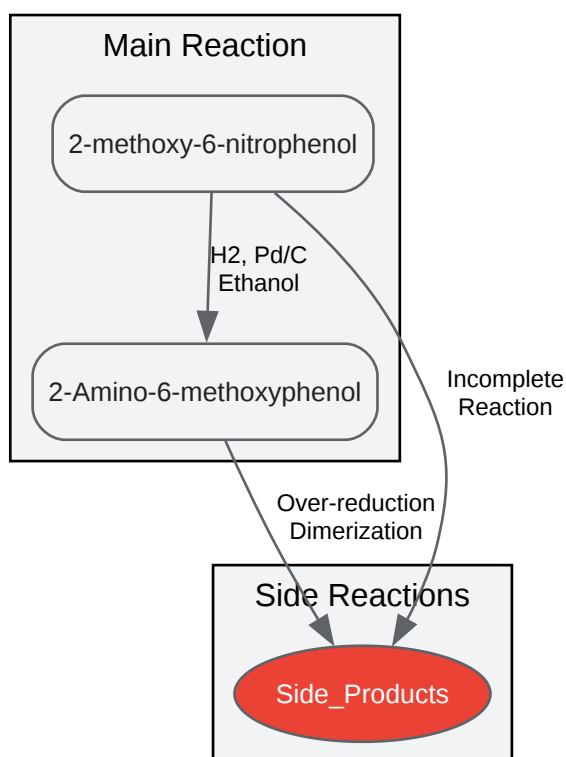 Main Reaction
2-methoxy-6-nitrophenol
H2, Pd/C
Ethanol
2-Amino-6-methoxyphenol
Incomplete
Reaction
Over-reduction
Dimerization
Side Reactions
Side_Products